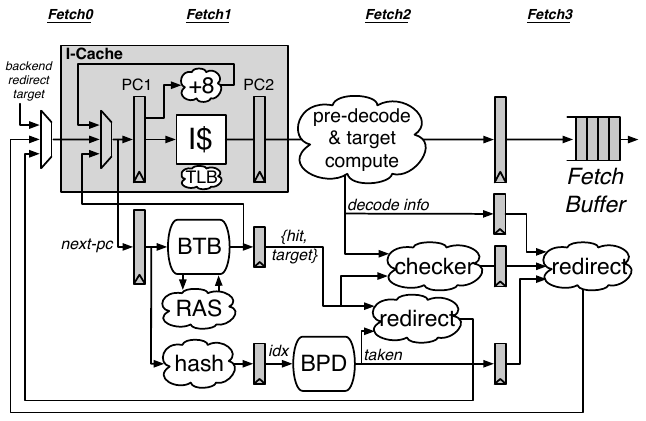 Fetch0
Fetch1
Fetch2
Fetch3
I-Cache
backend
redirect
target
PC1
+8
PC2
I$
TLB
pre-decode
& target
compute
Fetch
Buffer
decode info
next-pc
BTB
{hit,
target}
checker
redirect
RAS
redirect
hash
idx
BPD
taken